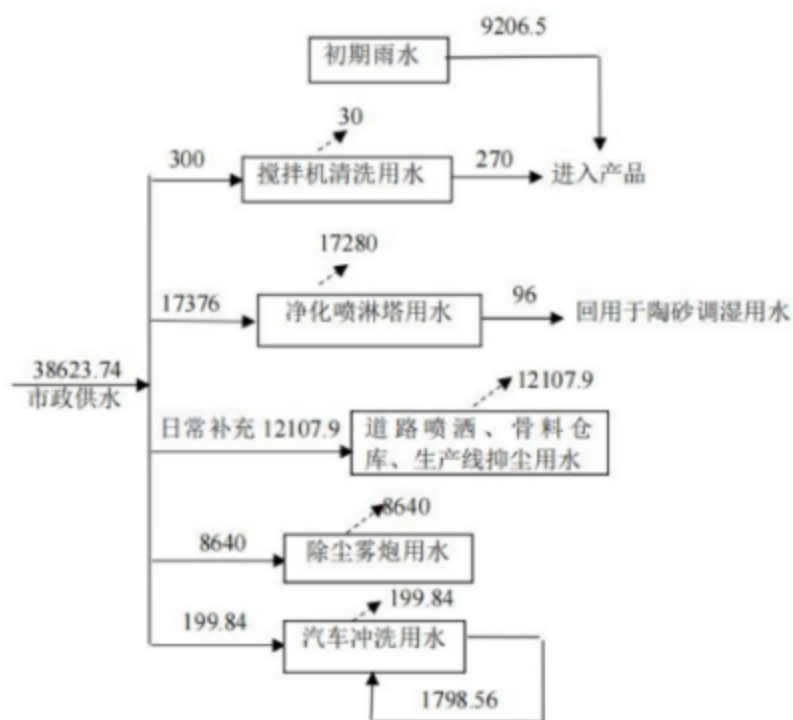 9206.5
初期雨水
30
300
搅拌机清洗用水
270
进入产品
17280
17376
净化喷淋塔用水
96
回用于陶砂调湿用水
38623.74
市政供水
12107.9
日常补充 12107.9
道路喷洒、骨料仓
库、生产线抑尘用水
8640
8640
除尘雾炮用水
199.84
199.84
汽车冲洗用水
1798.56